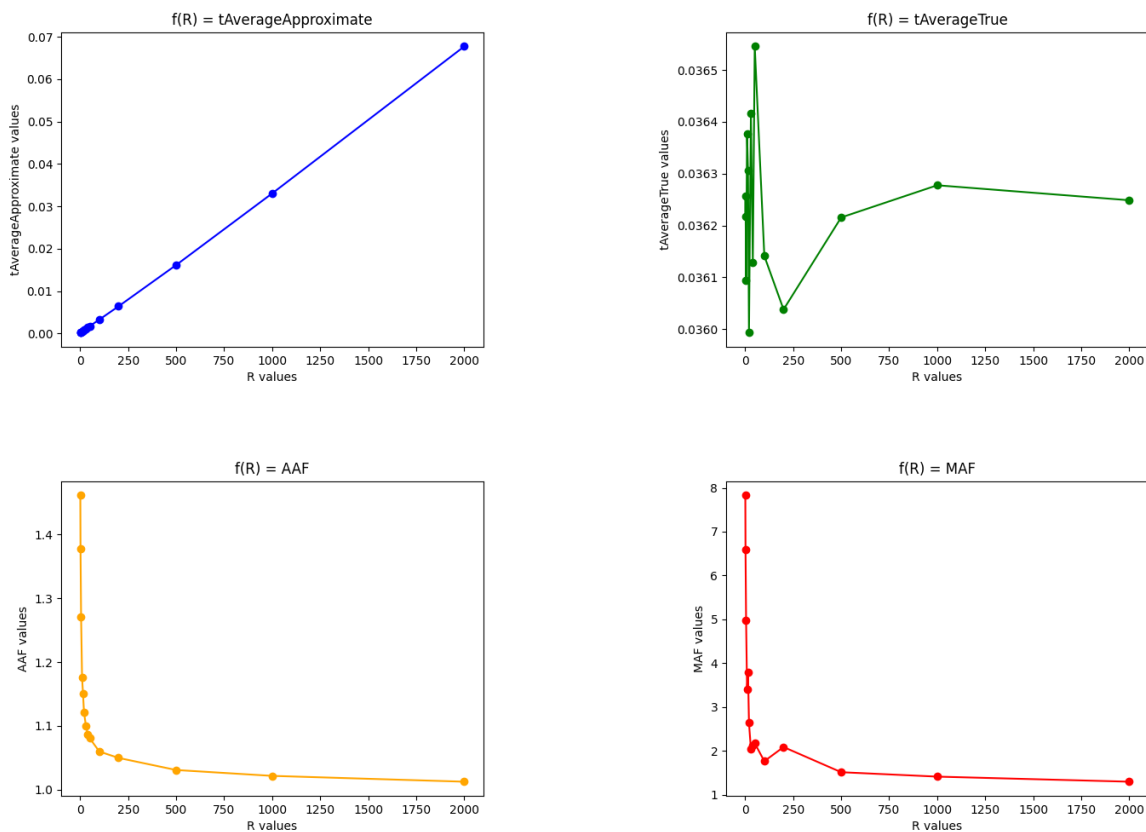 f(R) = tAverageApproximate
tAverageApproximate values
0.07
0.06
0.05
0.04
0.03
0.02
0.01
0.00
0 250 500 750 1000 1250 1500 1750 2000
R values
f(R) = tAverageTrue
tAverageTrue values
0.0365
0.0364
0.0363
0.0362
0.0361
0.0360
0 250 500 750 1000 1250 1500 1750 2000
R values
f(R) = AAF
AAF values
1.4
1.3
1.2
1.1
1.0
0 250 500 750 1000 1250 1500 1750 2000
R values
f(R) = MAF
MAF values
8
7
6
5
4
3
2
1
0 250 500 750 1000 1250 1500 1750 2000
R values